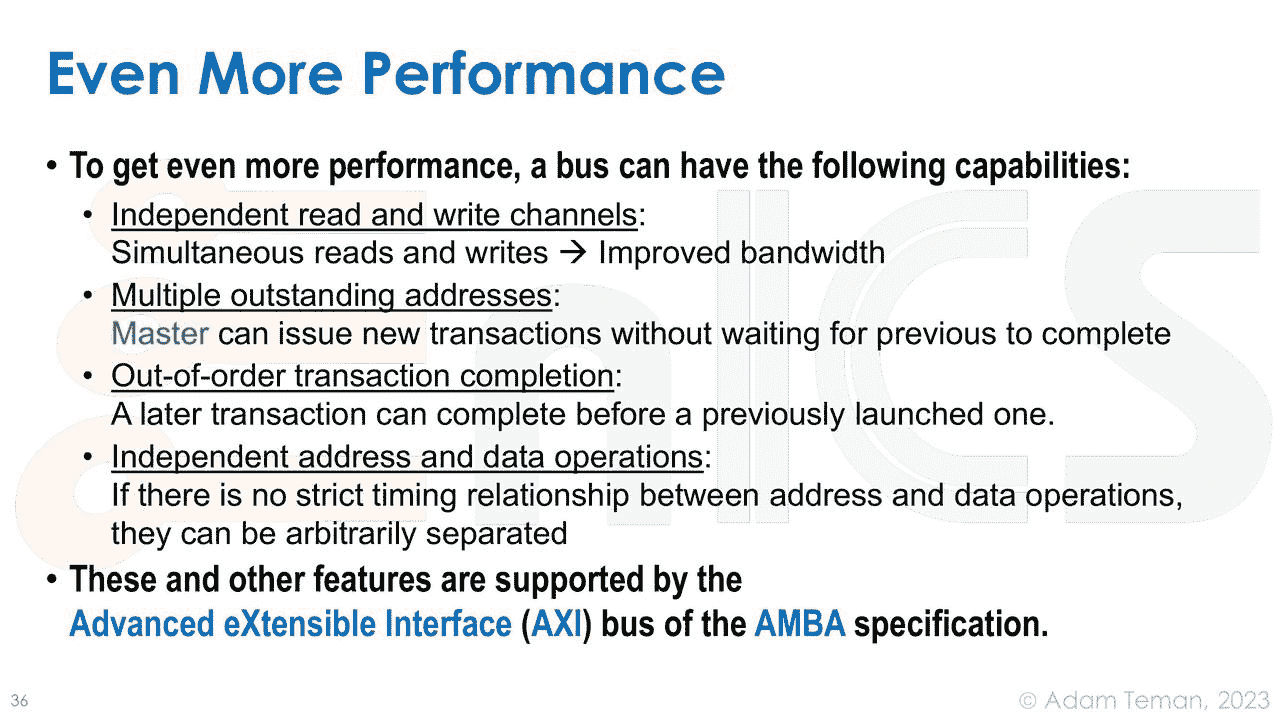 Even More Performance
• To get even more performance, a bus can have the following capabilities:
• Independent read and write channels:
Simultaneous reads and writes → Improved bandwidth
• Multiple outstanding addresses:
Master can issue new transactions without waiting for previous to complete
• Out-of-order transaction completion:
A later transaction can complete before a previously launched one.
• Independent address and data operations:
If there is no strict timing relationship between address and data operations,
they can be arbitrarily separated
• These and other features are supported by the
Advanced eXtensible Interface (AXI) bus of the AMBA specification.
36
© Adam Teman, 2023
EnICS